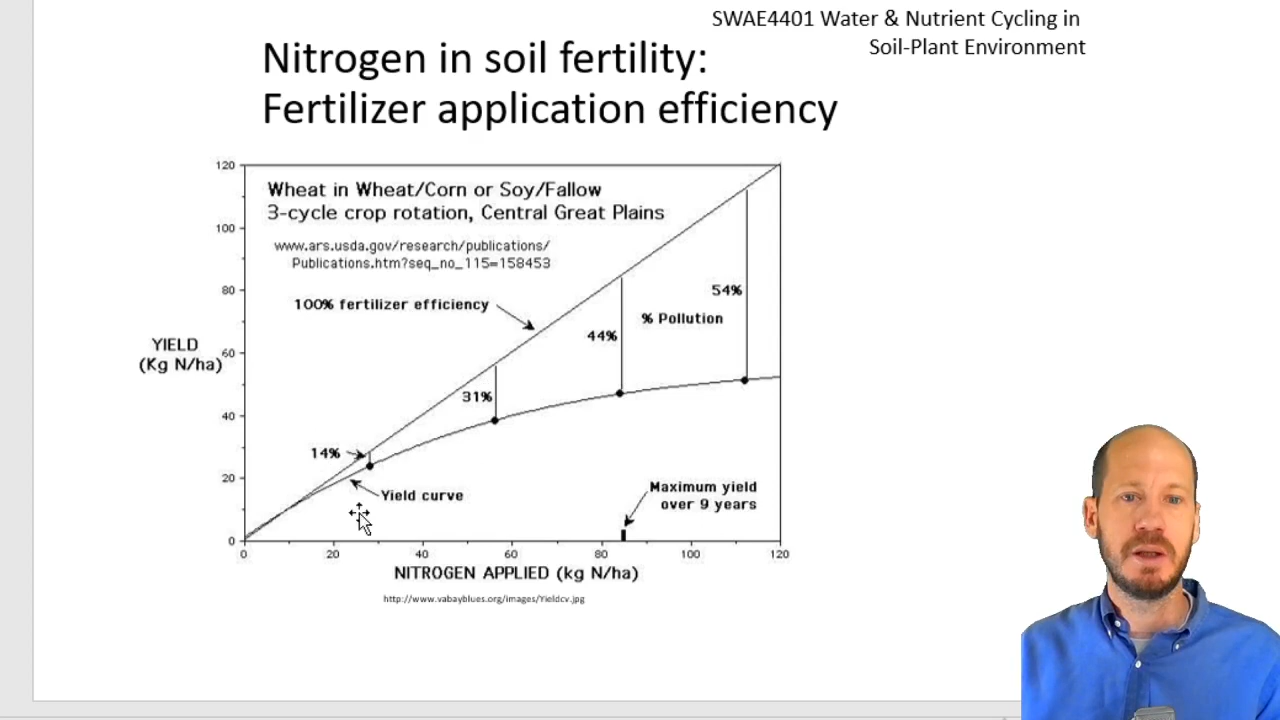 SWAE4401 Water & Nutrient Cycling in
Soil-Plant Environment
Nitrogen in soil fertility:
Fertilizer application efficiency
120
100
80
60
40
20
0
YIELD
(Kg N/ha)
Wheat in Wheat/Corn or Soy/Fallow
3-cycle crop rotation, Central Great Plains
www.ars.usda.gov/research/publications/
Publications.htm?seq_no_115=158453
100% fertilizer efficiency
54%
% Pollution
44%
31%
14%
Yield curve
Maximum yield
over 9 years
0 20 40 60 80 100 120
NITROGEN APPLIED (kg N/ha)
http://www.vabayblues.org/images/Yieldcv.jpg